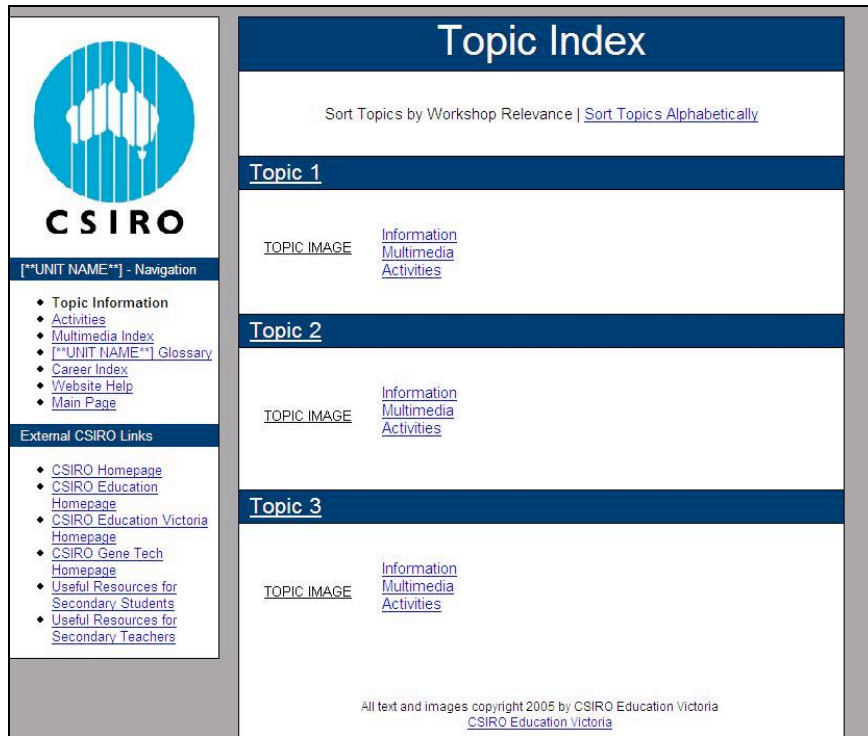 CSIRO
[**UNIT NAME**] - Navigation
Topic Information
Activities
Multimedia Index
[**UNIT NAME**] Glossary
Career Index
Website Help
Main Page
External CSIRO Links
CSIRO Homepage
CSIRO Education
Homepage
CSIRO Education Victoria
Homepage
CSIRO Gene Tech
Homepage
Useful Resources for
Secondary Students
Useful Resources for
Secondary Teachers
Topic Index
Sort Topics by Workshop Relevance | Sort Topics Alphabetically
Topic 1
TOPIC IMAGE
Information
Multimedia
Activities
Topic 2
TOPIC IMAGE
Information
Multimedia
Activities
Topic 3
TOPIC IMAGE
Information
Multimedia
Activities
All text and images copyright 2005 by CSIRO Education Victoria
CSIRO Education Victoria